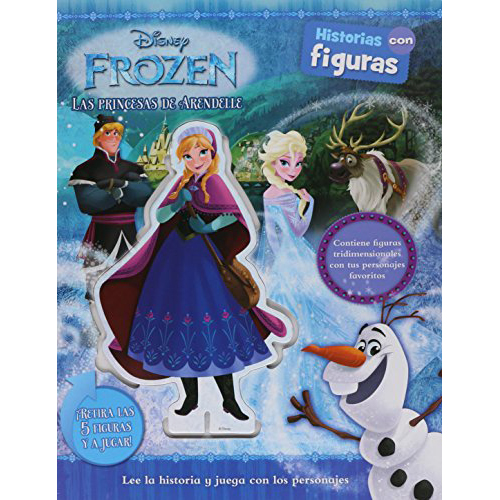 Disney
FROZEN
LAS PRINCESAS DE ARENDELLE
Historias con
figuras
Contiene figuras
tridimensionales
con tus personajes
favoritos
¡RETIRA LAS
5 FIGURAS
Y A JUGAR!
© Disney
Lee la historia y juega con los personajes